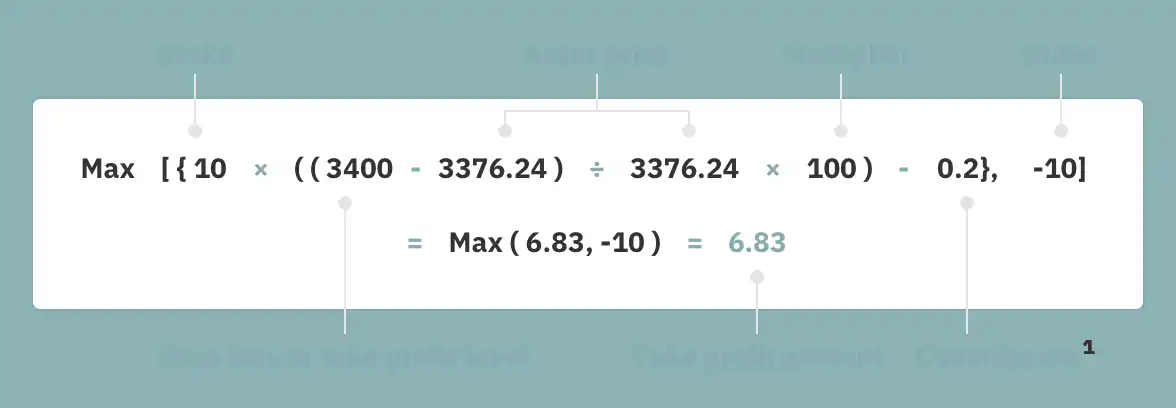 Stake Asset price Multiplier Stake
Max [{10 × ((3400 - 3376.24) ÷ 3376.24 × 100) - 0.2}, -10]
= Max (6.83, -10) = 6.83
Stop loss or take profit level Take profit amount Commission 1